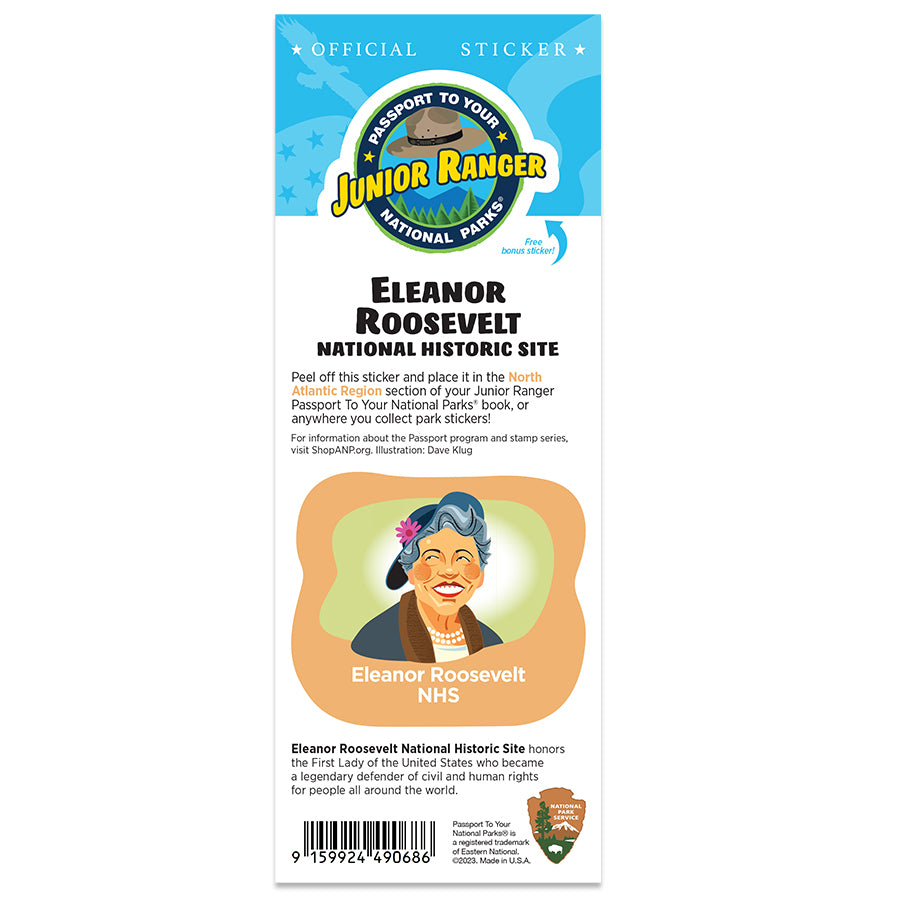 ★ OFFICIAL STICKER ★
PASSPORT TO YOUR
JUNIOR RANGER
NATIONAL PARKS®
Free
bonus sticker!
ELEANOR
ROOSEVELT
NATIONAL HISTORIC SITE
Peel off this sticker and place it in the North
Atlantic Region section of your Junior Ranger
Passport To Your National Parks® book, or
anywhere you collect park stickers!
For information about the Passport program and stamp series,
visit ShopANP.org. Illustration: Dave Klug
Eleanor Roosevelt
NHS
Eleanor Roosevelt National Historic Site honors
the First Lady of the United States who became
a legendary defender of civil and human rights
for people all around the world.
9 159924 490686
Passport To Your
National Parks® is
a registered trademark
of Eastern National.
©2023. Made in U.S.A.
NATIONAL
PARK
SERVICE